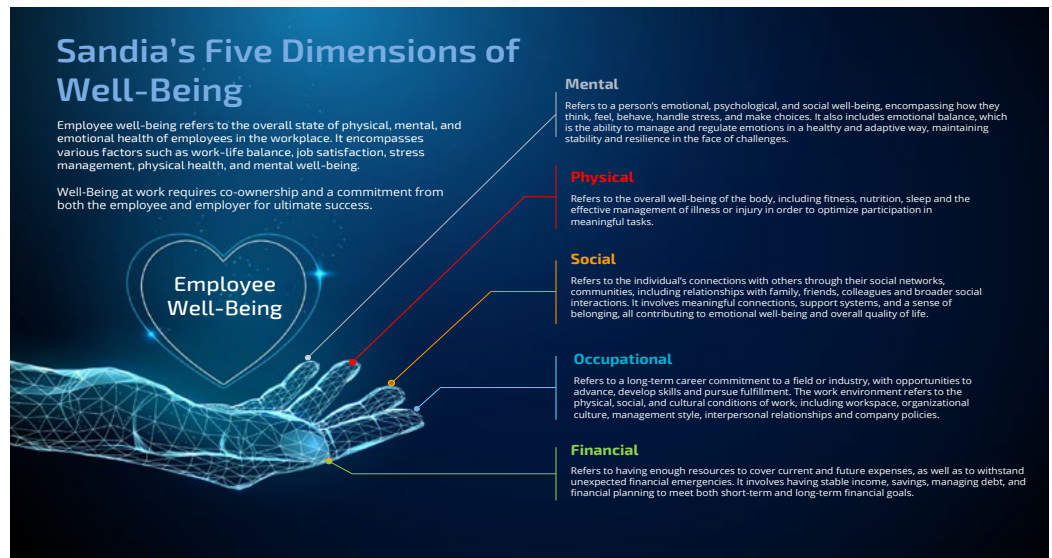 Sandia's Five Dimensions of
Well-Being
Employee well-being refers to the overall state of physical, mental, and
emotional health of employees in the workplace. It encompasses
various factors such as work-life balance, job satisfaction, stress
management, physical health, and mental well-being.
Well-Being at work requires co-ownership and a commitment from
both the employee and employer for ultimate success.
Employee
Well-Being
Mental
Refers to a person's emotional, psychological, and social well-being, encompassing how they
think, feel, behave, handle stress, and make choices. It also includes emotional balance, which
is the ability to manage and regulate emotions in a healthy and adaptive way, maintaining
stability and resilience in the face of challenges.
Physical
Refers to the overall well-being of the body, including fitness, nutrition, sleep and the
effective management of illness or injury in order to optimize participation in
meaningful tasks.
Social
Refers to the individual's connections with others through their social networks,
communities, including relationships with family, friends, colleagues and broader social
interactions. It involves meaningful connections, support systems, and a sense of
belonging, all contributing to emotional well-being and overall quality of life.
Occupational
Refers to a long-term career commitment to a field or industry, with opportunities to
advance, develop skills and pursue fulfillment. The work environment refers to the
physical, social, and cultural conditions of work, including workspace, organizational
culture, management style, interpersonal relationships and company policies.
Financial
Refers to having enough resources to cover current and future expenses, as well as to withstand
unexpected financial emergencies. It involves having stable income, savings, managing debt, and
financial planning to meet both short-term and long-term financial goals.